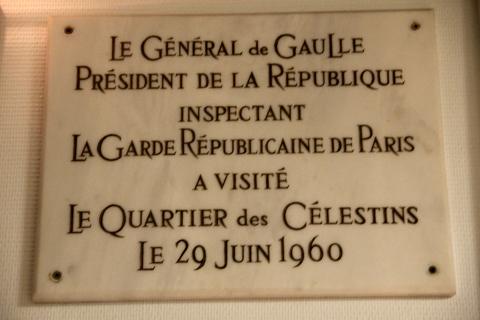 LE GÉNÉRAL de GAULLE
PRÉSIDENT DE LA RÉPUBLIQUE
INSPECTANT
LA GARDE RÉPUBLICAINE DE PARIS
A VISITÉ
LE QUARTIER des CÉLESTINS
LE 29 JUIN 1960